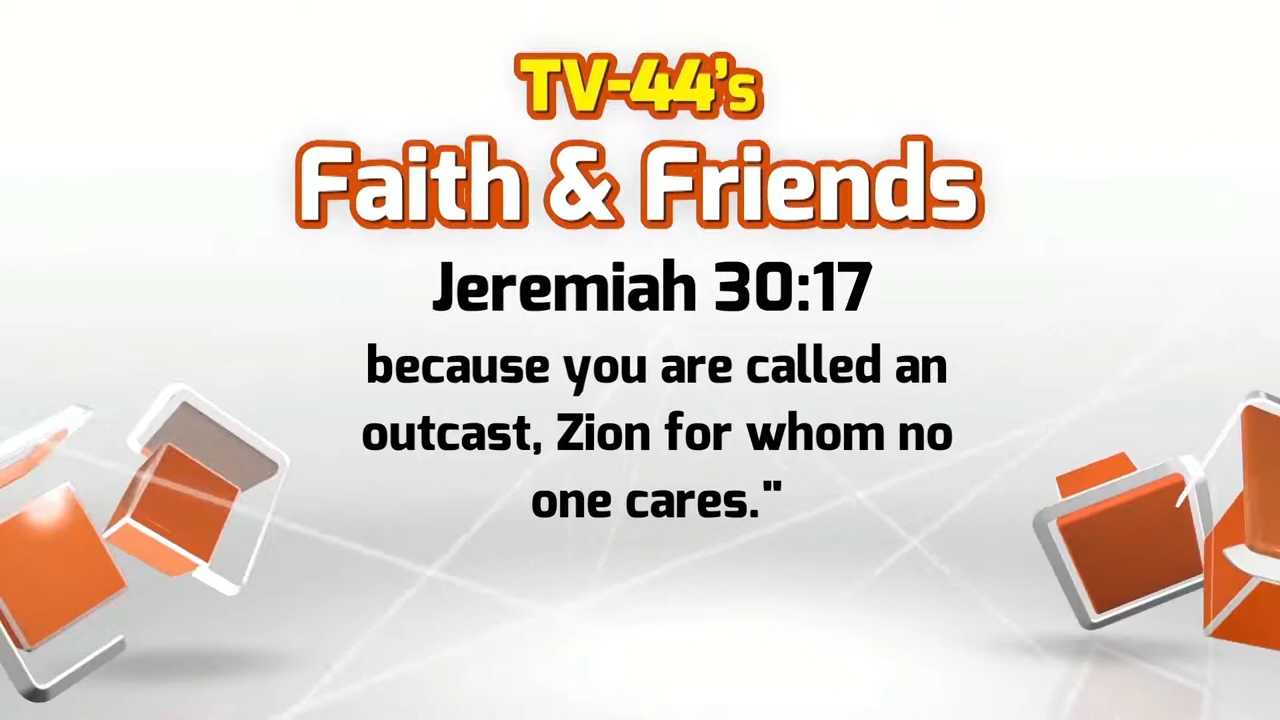 TV-44's
Faith & Friends
Jeremiah 30:17
because you are called an
outcast, Zion for whom no
one cares."